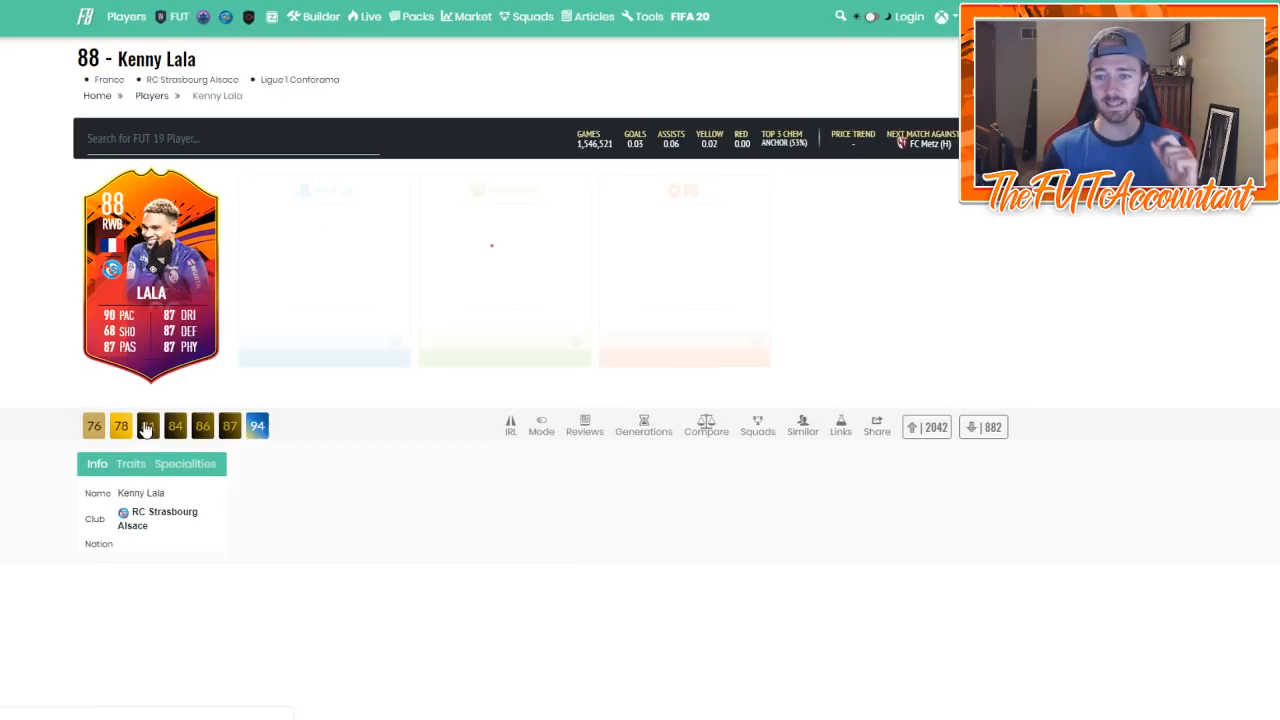 Players FUT Builder Live Packs Market Squads Articles Tools FIFA 20 Login
88 - Kenny Lala
France RC Strasbourg Alsace Ligue 1 Conforama
Home » Players » Kenny Lala
Search for FUT 19 Player...
GAMES GOALS ASSISTS YELLOW RED TOP 3 CHEM PRICE TREND NEXT MATCH AGAINST
1,546,521 0.03 0.06 0.02 0.00 ANCHOR (53%) - FC Metz (H)
TheFUTAccountant
88
RWB
LALA
90 PAC 87 DRI
68 SHO 87 DEF
87 PAS 87 PHY
76 78 84 86 87 94
IRL Mode Reviews Generations Compare Squads Similar Links Share 2042 882
Info Traits Specialities
Name Kenny Lala
Club RC Strasbourg
Alsace
Nation